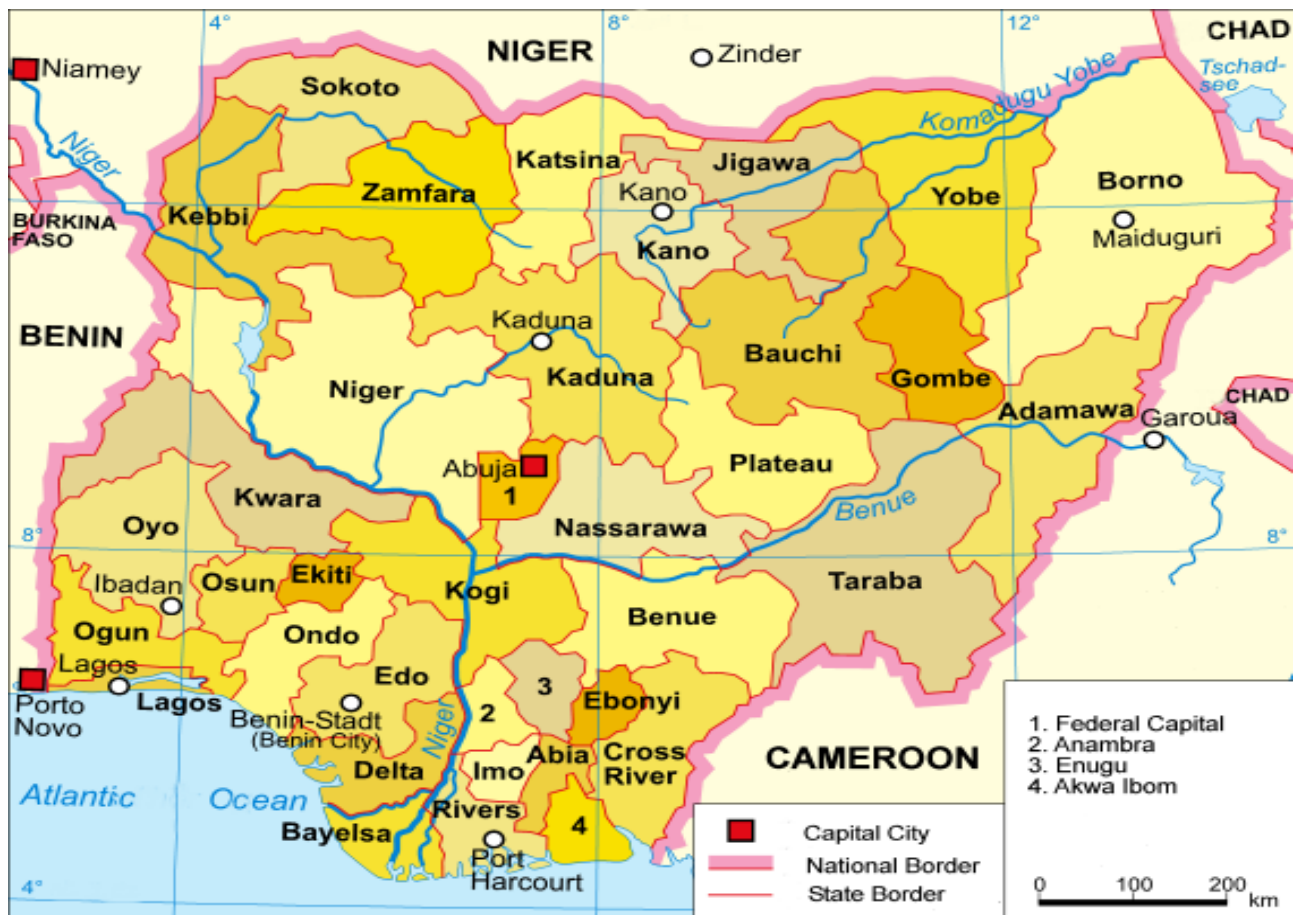 4°
8°
12°
NIGER
Zinder
CHAD
Niamey
Sokoto
Tschad-
see
Komadugu Yobe
Niger
Katsina
Jigawa
Zamfara
Kano
Yobe
Borno
Kebbi
BURKINA
FASO
Kano
Maiduguri
BENIN
Kaduna
Bauchi
Niger
Kaduna
Gombe
CHAD
Adamawa
Garoua
Abuja
Plateau
1
Kwara
Nassarawa
Benue
Oyo
8°
8°
Ibadan
Osun
Ekiti
Kogi
Taraba
Benue
Ogun
Ondo
Lagos
Edo
3
Ebonyi
Porto
Novo
Lagos
Benin-Stadt
(Benin City)
2
Niger
Abia
Cross
River
CAMEROON
Delta
Imo
Atlantic Ocean
Rivers
Bayelsa
4
Port
Harcourt
4°
1. Federal Capital
2. Anambra
3. Enugu
4. Akwa Ibom
Capital City
National Border
State Border
0 100 200
km